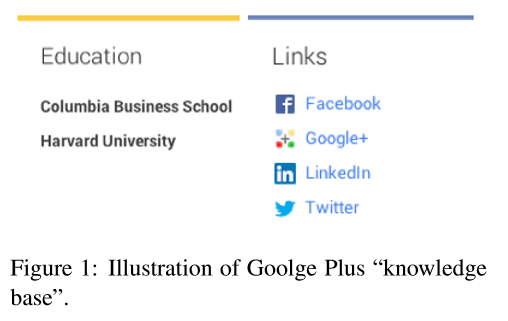 Education
Columbia Business School
Harvard University
Links
Facebook
Google+
LinkedIn
Twitter
Figure 1: Illustration of Goolge Plus “knowledge
base”.